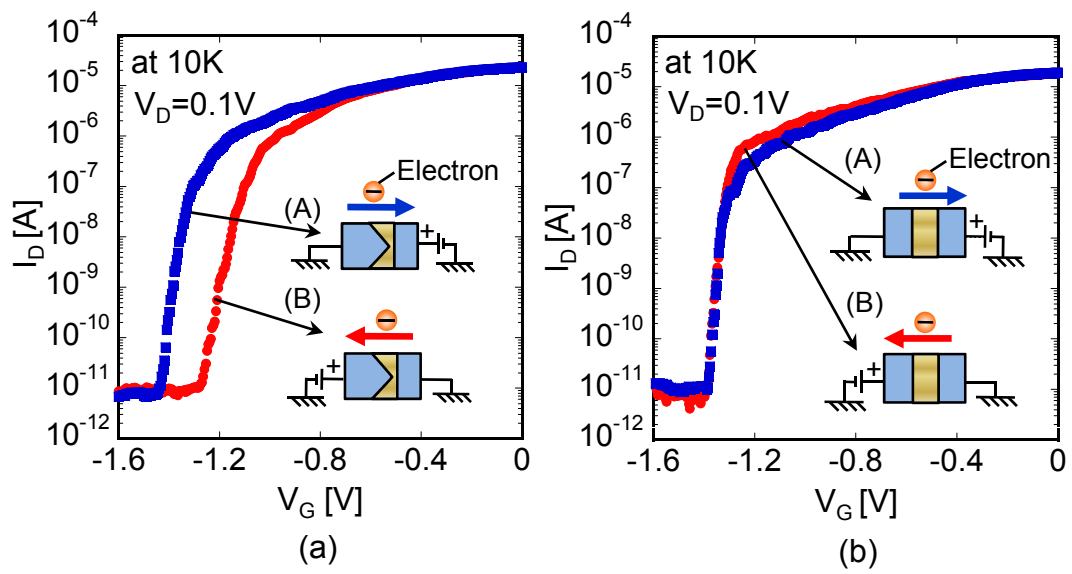 at 10K
V_D=0.1V
10^-4
10^-5
10^-6
10^-7
10^-8
10^-9
10^-10
10^-11
10^-12
I_D [A]
Electron
(A)
+
(B)
+
-1.6
-1.2
-0.8
-0.4
0
V_G [V]
(a)
at 10K
V_D=0.1V
10^-4
10^-5
10^-6
10^-7
10^-8
10^-9
10^-10
10^-11
10^-12
I_D [A]
(A)
Electron
+
(B)
+
-1.6
-1.2
-0.8
-0.4
0
V_G [V]
(b)